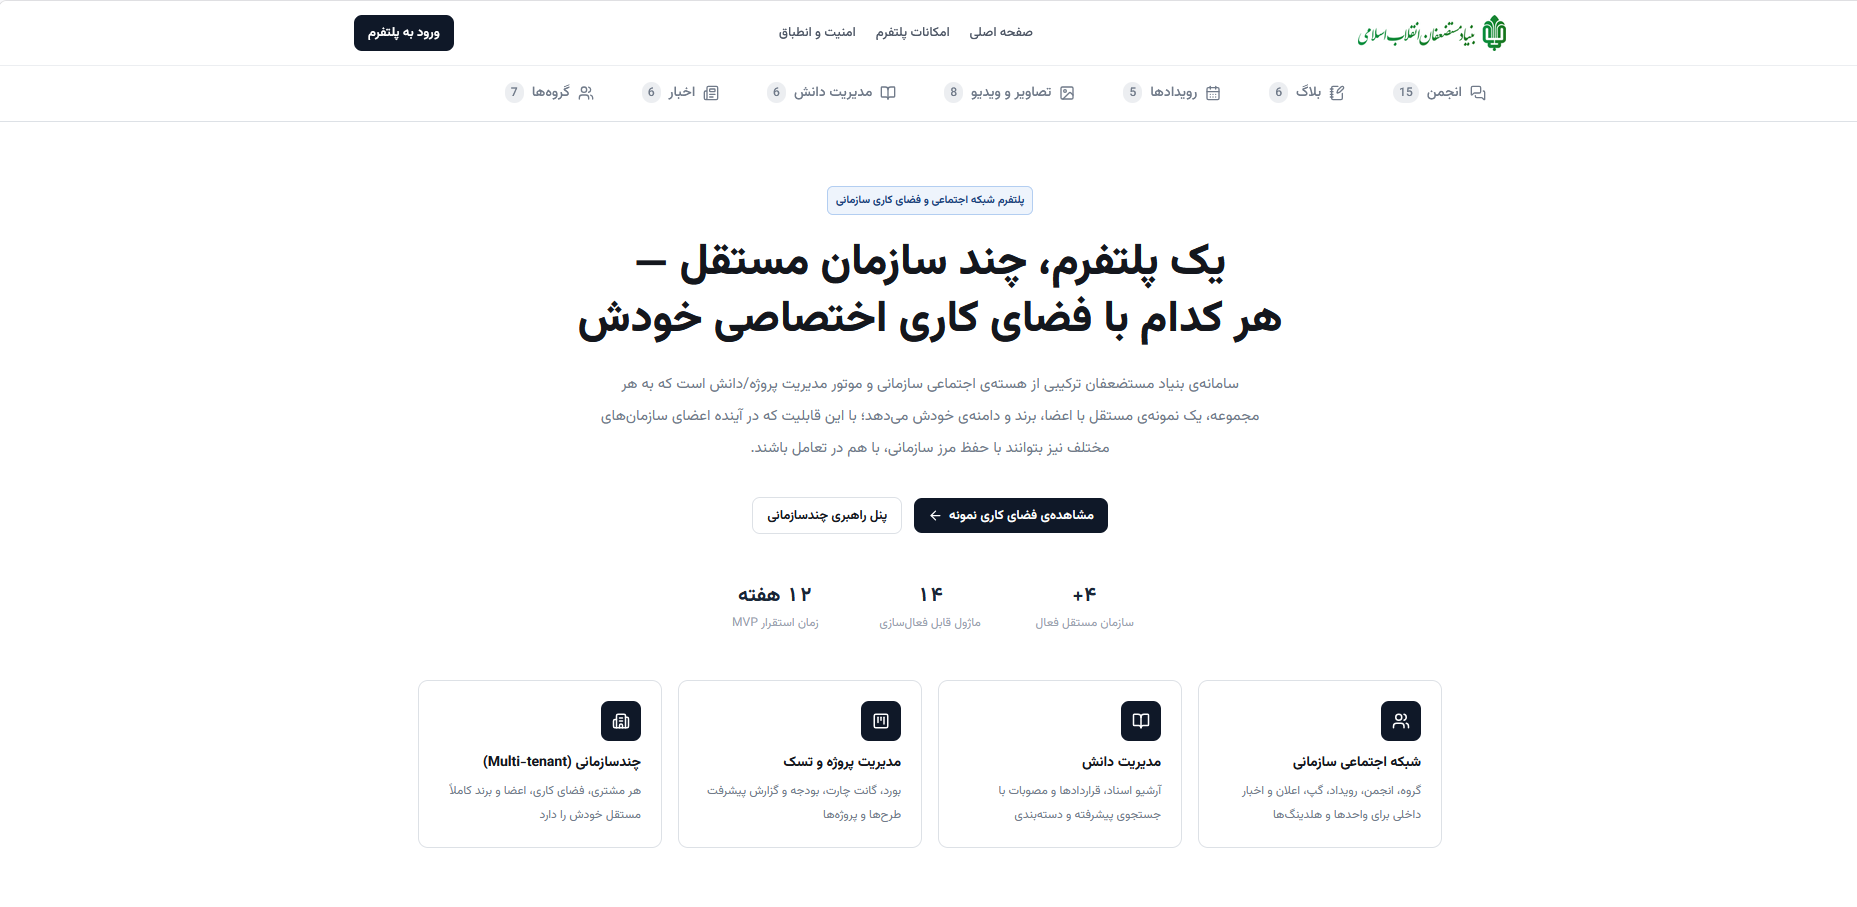 بنیاد مستضعفان انقلاب اسلامی
صفحه اصلی
امکانات پلتفرم
امنیت و انطباق
ورود به پلتفرم
انجمن 15
بلاگ 6
رویدادها 5
تصاویر و ویدیو 8
مدیریت دانش 6
اخبار 6
گروه‌ها 7
پلتفرم شبکه اجتماعی و فضای کاری سازمانی
یک پلتفرم، چند سازمان مستقل —
هر کدام با فضای کاری اختصاصی خودش
سامانه‌ی بنیاد مستضعفان ترکیبی از هسته‌ی اجتماعی سازمانی و موتور مدیریت پروژه/دانش است که به هر
مجموعه، یک نمونه‌ی مستقل با اعضا، برند و دامنه‌ی خودش می‌دهد؛ با این قابلیت که در آینده اعضای سازمان‌های
مختلف نیز بتوانند با حفظ مرز سازمانی، با هم در تعامل باشند.
مشاهده‌ی فضای کاری نمونه ←
پنل راهبری چندسازمانی
۴+
سازمان مستقل فعال
۱۴
ماژول قابل فعال‌سازی
۱۲ هفته
زمان استقرار MVP
شبکه اجتماعی سازمانی
گروه، انجمن، رویداد، گپ، اعلان و اخبار
داخلی برای واحدها و هلدینگ‌ها
مدیریت دانش
آرشیو اسناد، قراردادها و مصوبات با
جستجوی پیشرفته و دسته‌بندی
مدیریت پروژه و تسک
بورد، گانت چارت، بودجه و گزارش پیشرفت
طرح‌ها و پروژه‌ها
چندسازمانی (Multi-tenant)
هر مشتری، فضای کاری، اعضا و برند کاملاً
مستقل خودش را دارد